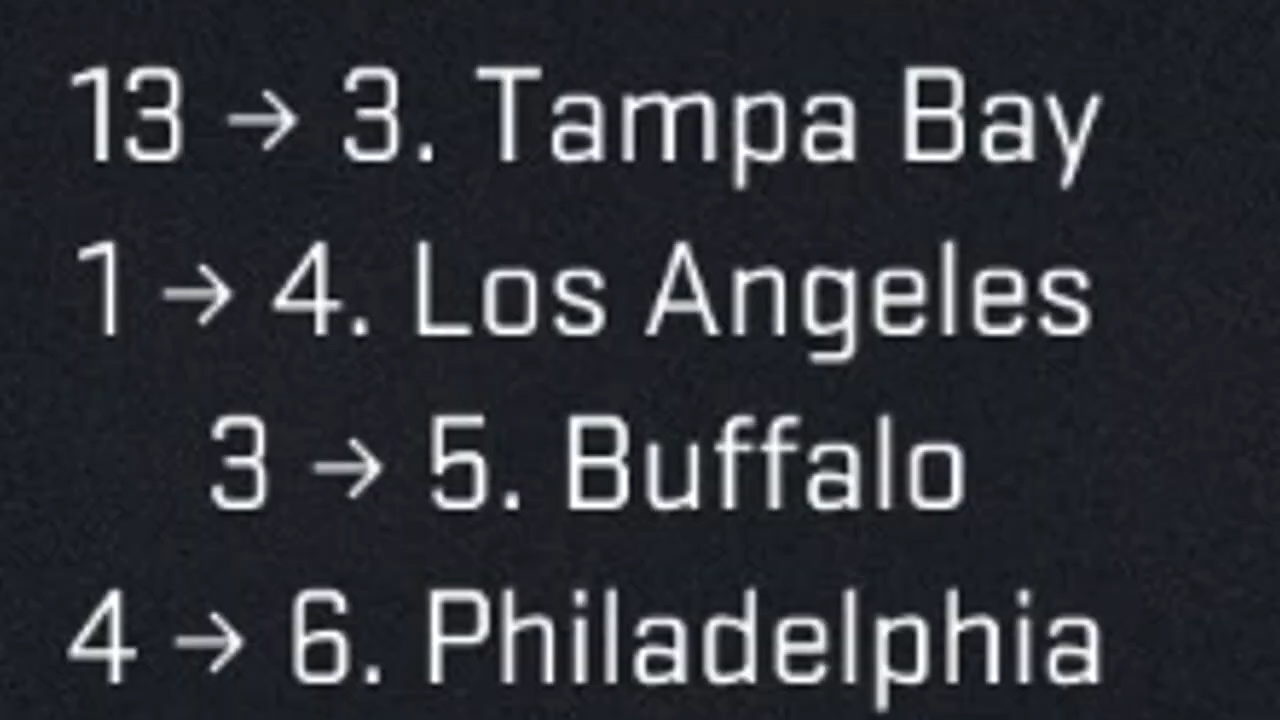 13 → 3. Tampa Bay
1 → 4. Los Angeles
3 → 5. Buffalo
4 → 6. Philadelphia